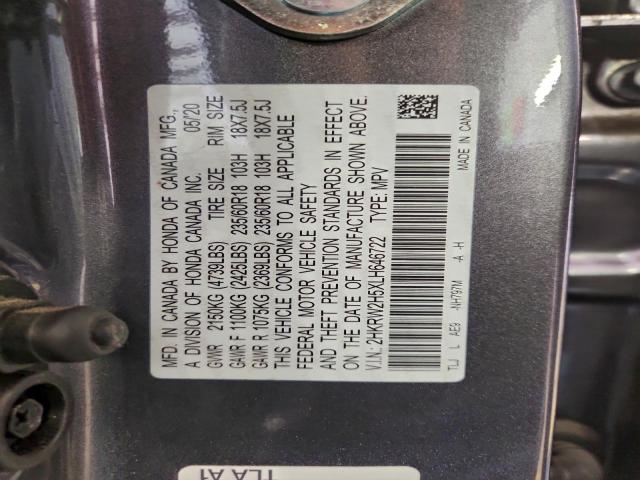 MFD. IN CANADA BY HONDA OF CANADA MFG.,
A DIVISION OF HONDA CANADA INC. 05/20
GVWR 2150KG (4739LBS) TIRE SIZE RIM SIZE
GAWR F 1100KG (2425LBS) 235/60R18 103H 18X7.5J
GAWR R 1075KG (2369LBS) 235/60R18 103H 18X7.5J
THIS VEHICLE CONFORMS TO ALL APPLICABLE
FEDERAL MOTOR VEHICLE SAFETY
AND THEFT PREVENTION STANDARDS IN EFFECT
ON THE DATE OF MANUFACTURE SHOWN ABOVE.
V.I.N.: 2HKRW2H5XLH646722 TYPE: MPV
TLJ L AE9 -NH797M -A -H MADE IN CANADA
TLA A1